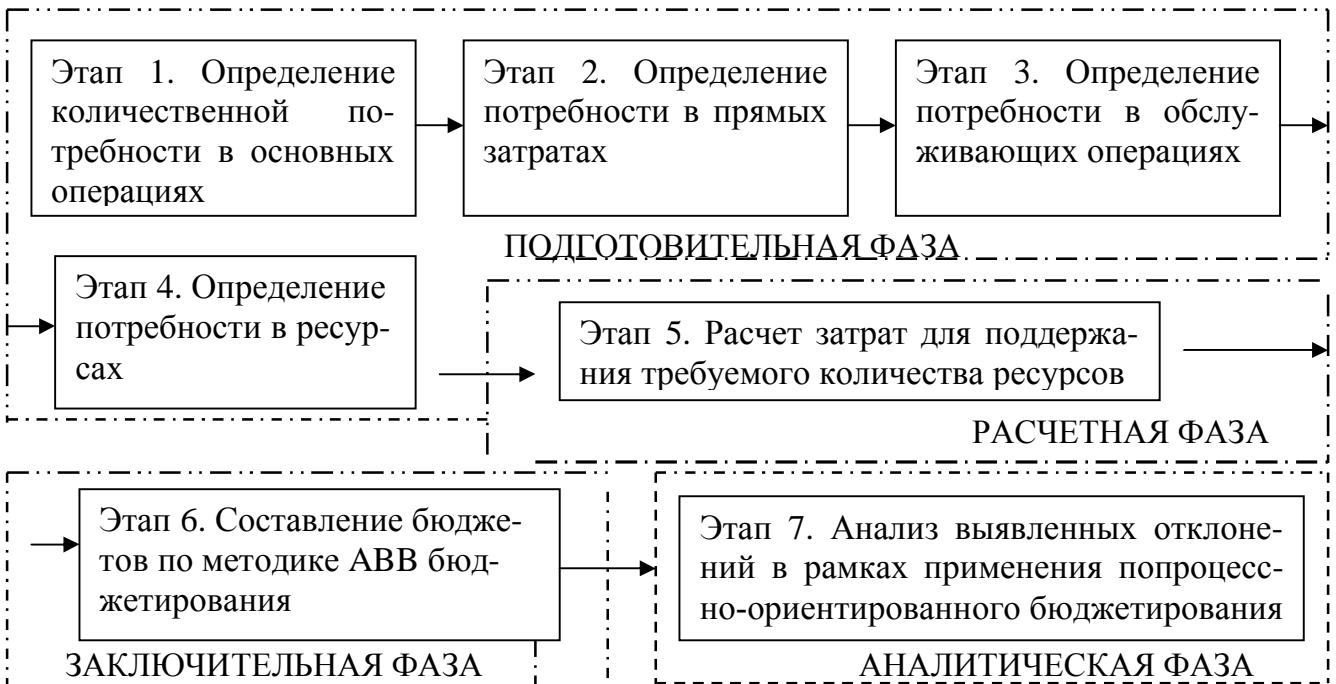 Этап 1. Определение
количественной по-
требности в основных
операциях
Этап 2. Определение
потребности в прямых
затратах
Этап 3. Определение
потребности в обслу-
живающих операциях
ПОДГОТОВИТЕЛЬНАЯ ФАЗА
Этап 4. Определение
потребности в ресур-
сах
Этап 5. Расчет затрат для поддержа-
ния требуемого количества ресурсов
РАСЧЕТНАЯ ФАЗА
Этап 6. Составление бюдже-
тов по методике АВВ бюд-
жетирования
ЗАКЛЮЧИТЕЛЬНАЯ ФАЗА
Этап 7. Анализ выявленных отклоне-
ний в рамках применения попроцесс-
но-ориентированного бюджетирования
АНАЛИТИЧЕСКАЯ ФАЗА